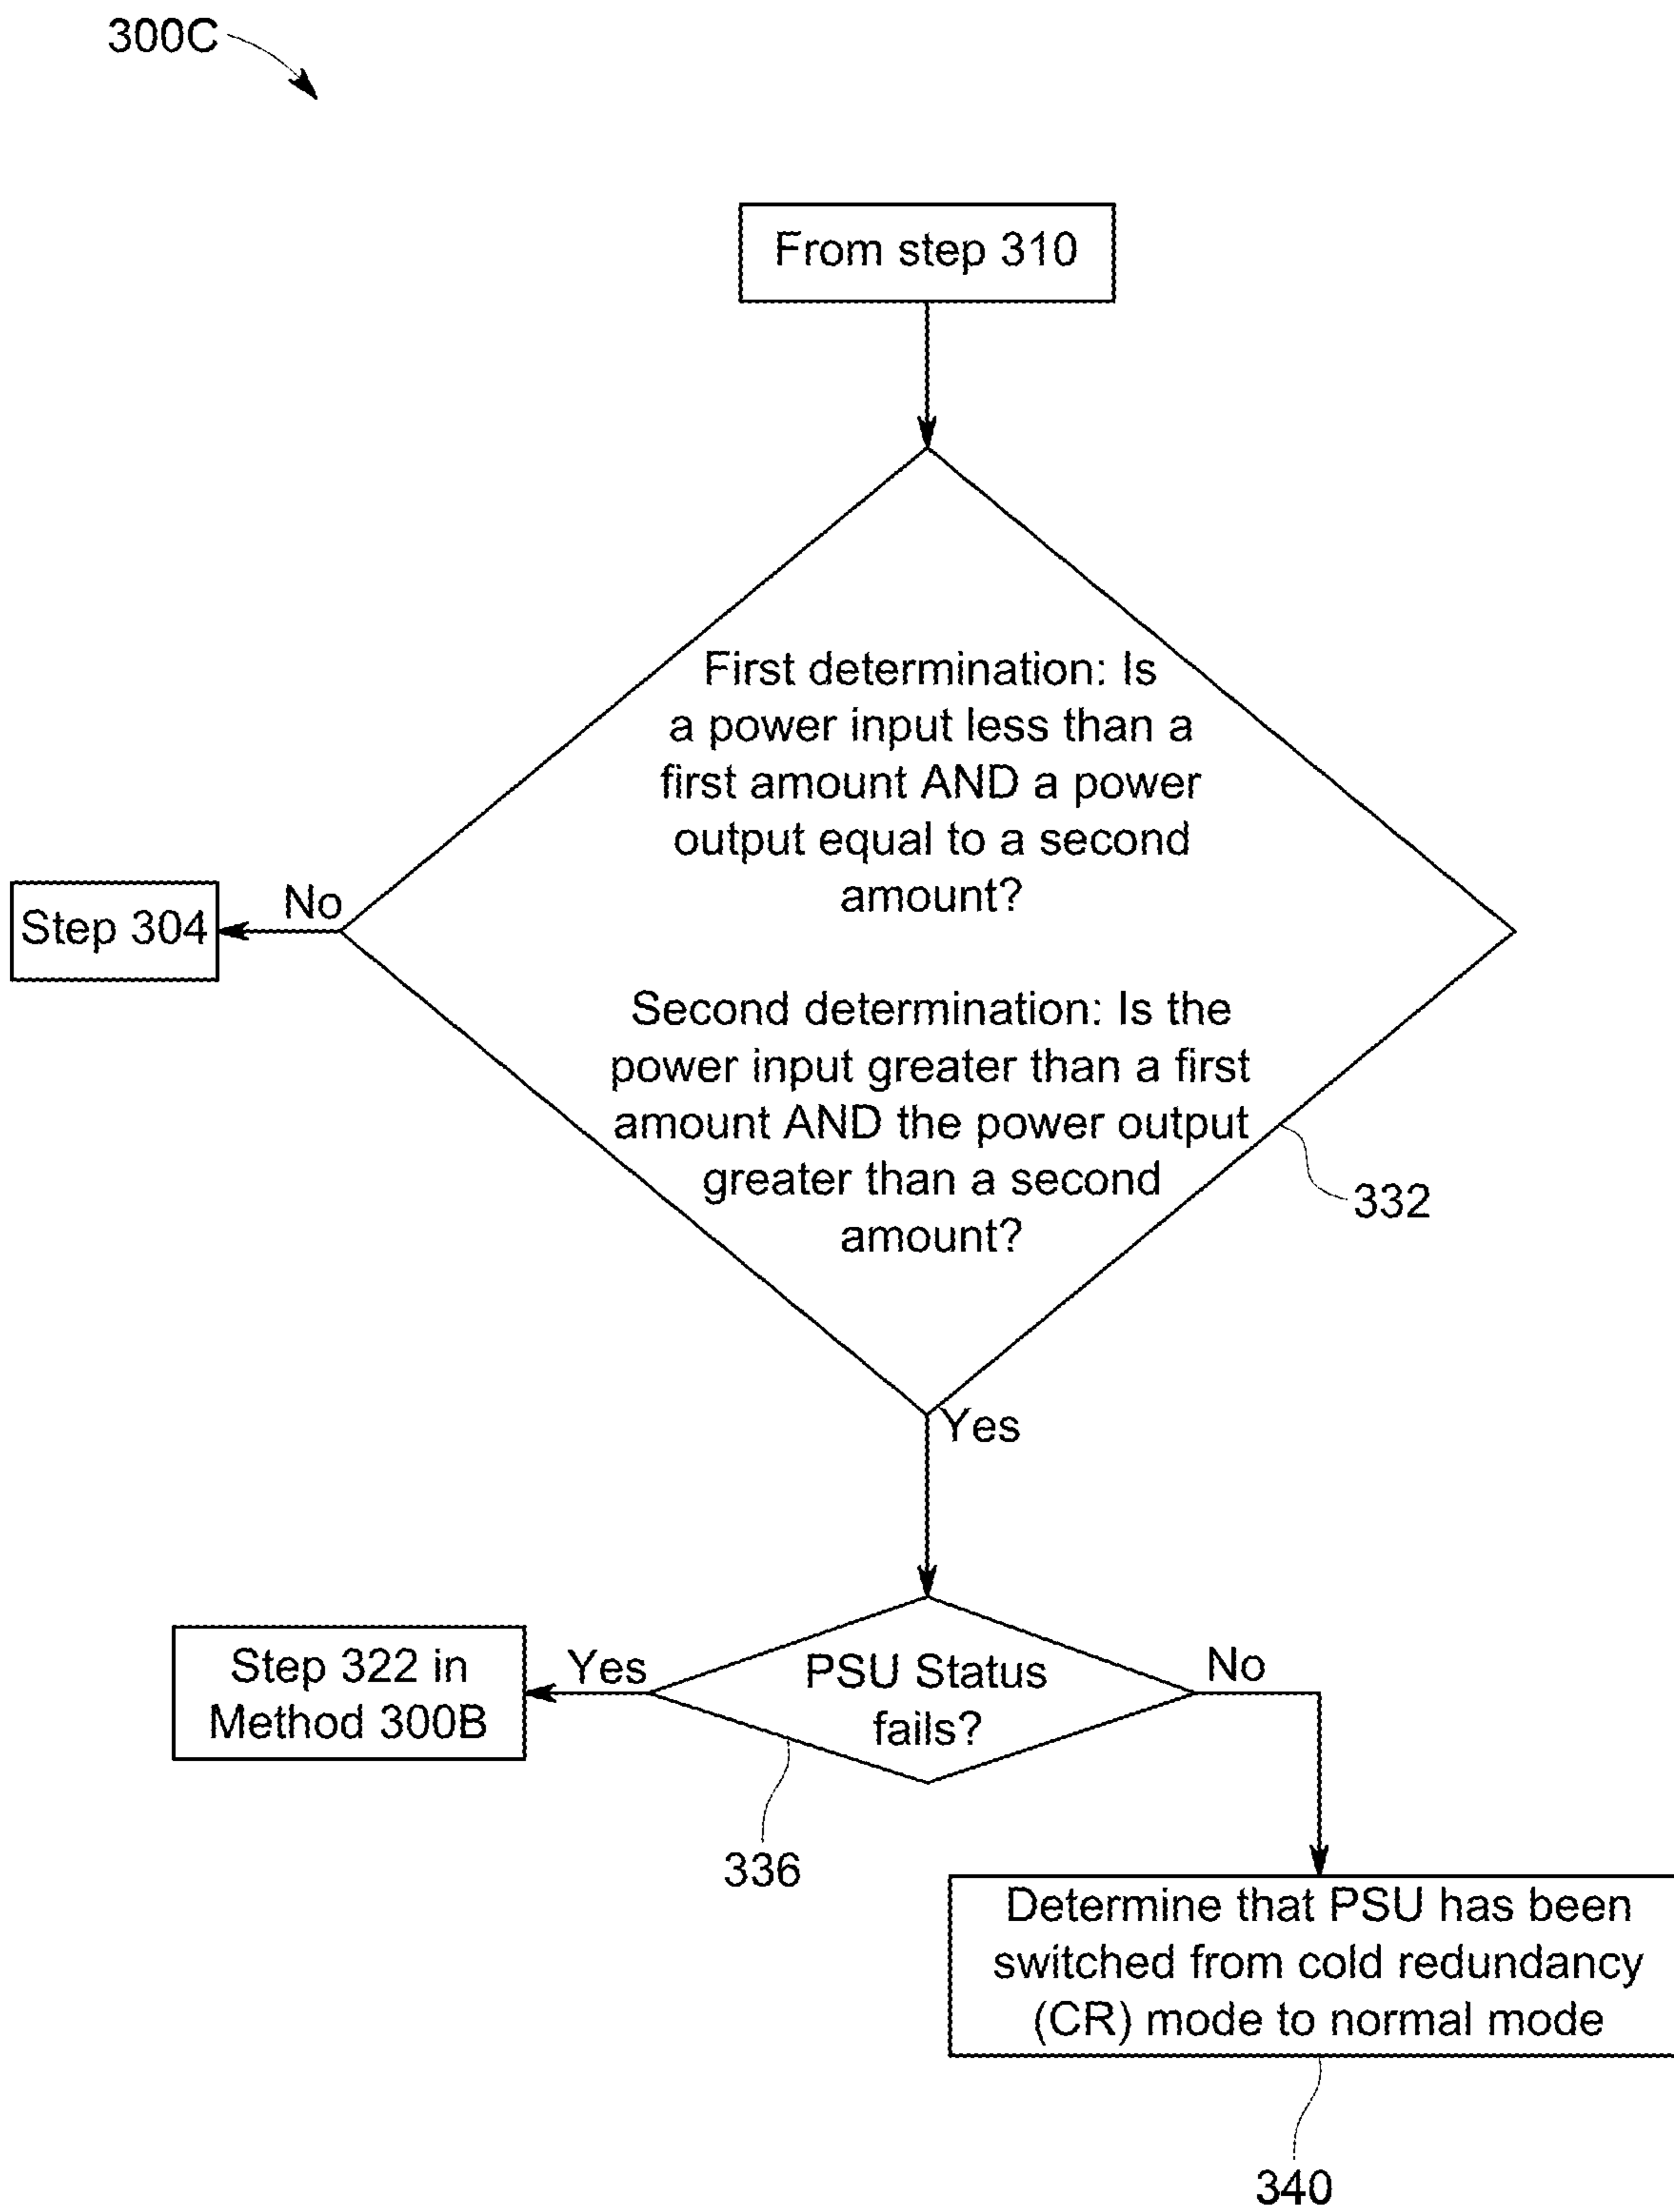 300C
From step 310
First determination: Is
a power input less than a
first amount AND a power
output equal to a second
amount?
No
Step 304
Second determination: Is the
power input greater than a first
amount AND the power output
greater than a second
amount?
332
Yes
Step 322 in
Method 300B
Yes
PSU Status
fails?
No
336
Determine that PSU has been
switched from cold redundancy
(CR) mode to normal mode
340